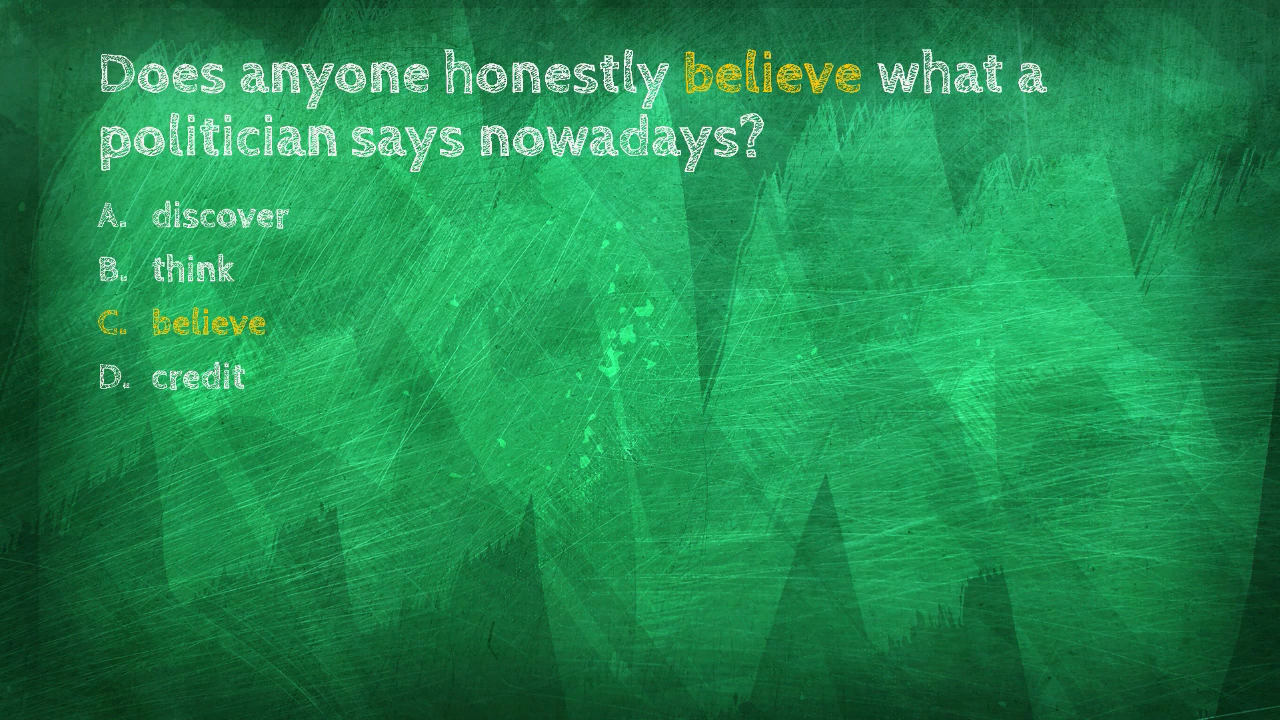 Does anyone honestly believe what a
politician says nowadays?
A. discover
B. think
C. believe
D. credit